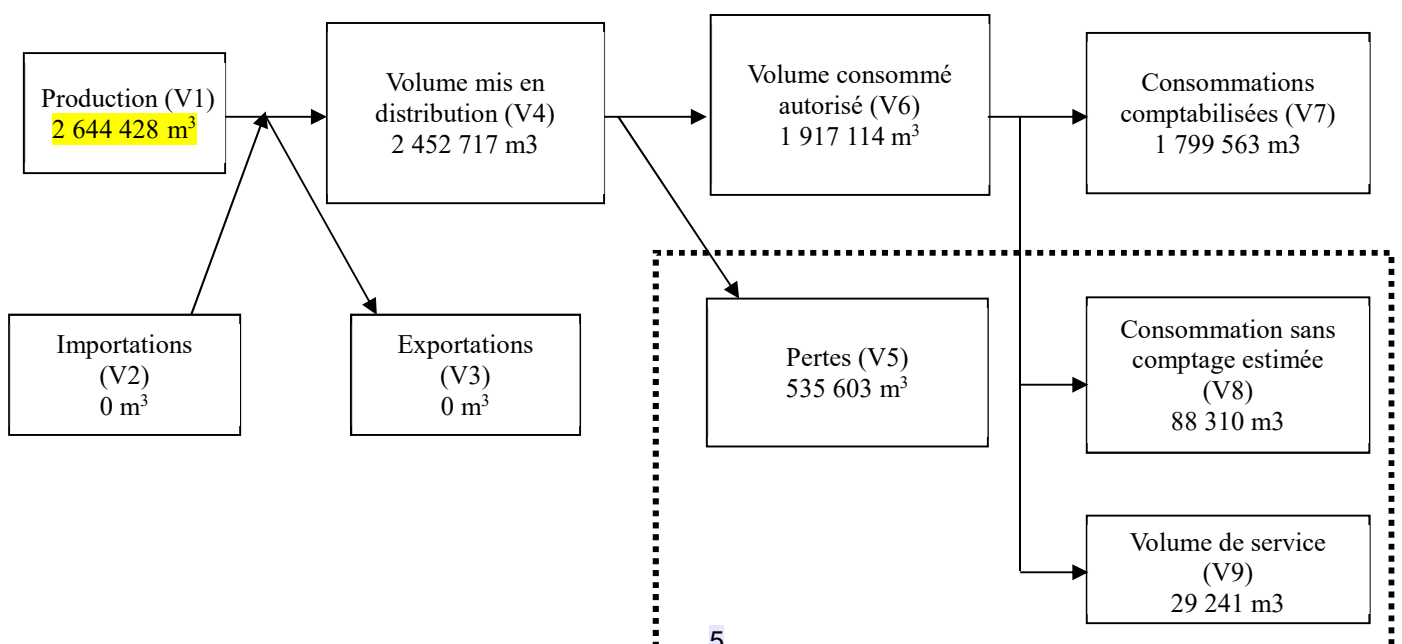 Production (V1)
2 644 428 m³
Volume mis en
distribution (V4)
2 452 717 m3
Volume consommé
autorisé (V6)
1 917 114 m³
Consommations
comptabilisées (V7)
1 799 563 m3
Importations
(V2)
0 m³
Exportations
(V3)
0 m³
Pertes (V5)
535 603 m³
Consommation sans
comptage estimée
(V8)
88 310 m3
Volume de service
(V9)
29 241 m3
5